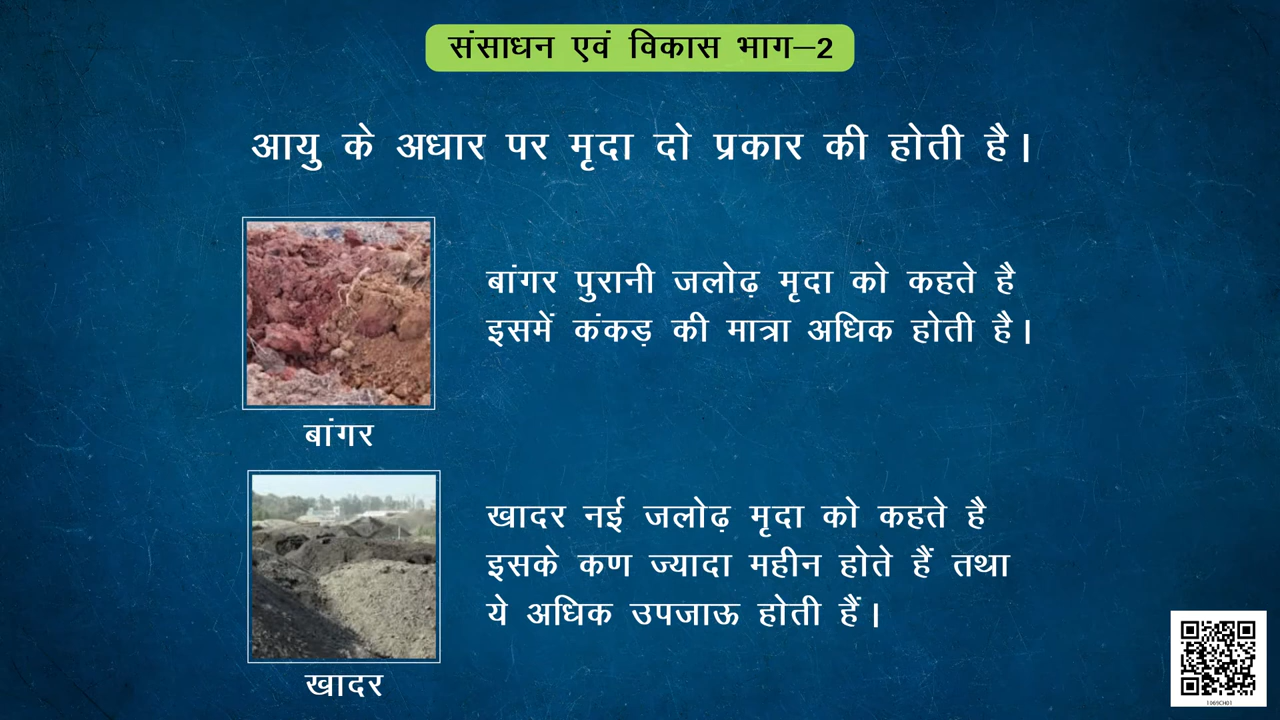 संसाधन एवं विकास भाग–2
आयु के अधार पर मृदा दो प्रकार की होती है।
बांगर पुरानी जलोढ़ मृदा को कहते है
इसमें कंकड़ की मात्रा अधिक होती है।
बांगर
खादर नई जलोढ़ मृदा को कहते है
इसके कण ज्यादा महीन होते हैं तथा
ये अधिक उपजाऊ होती हैं।
खादर
1069CH01